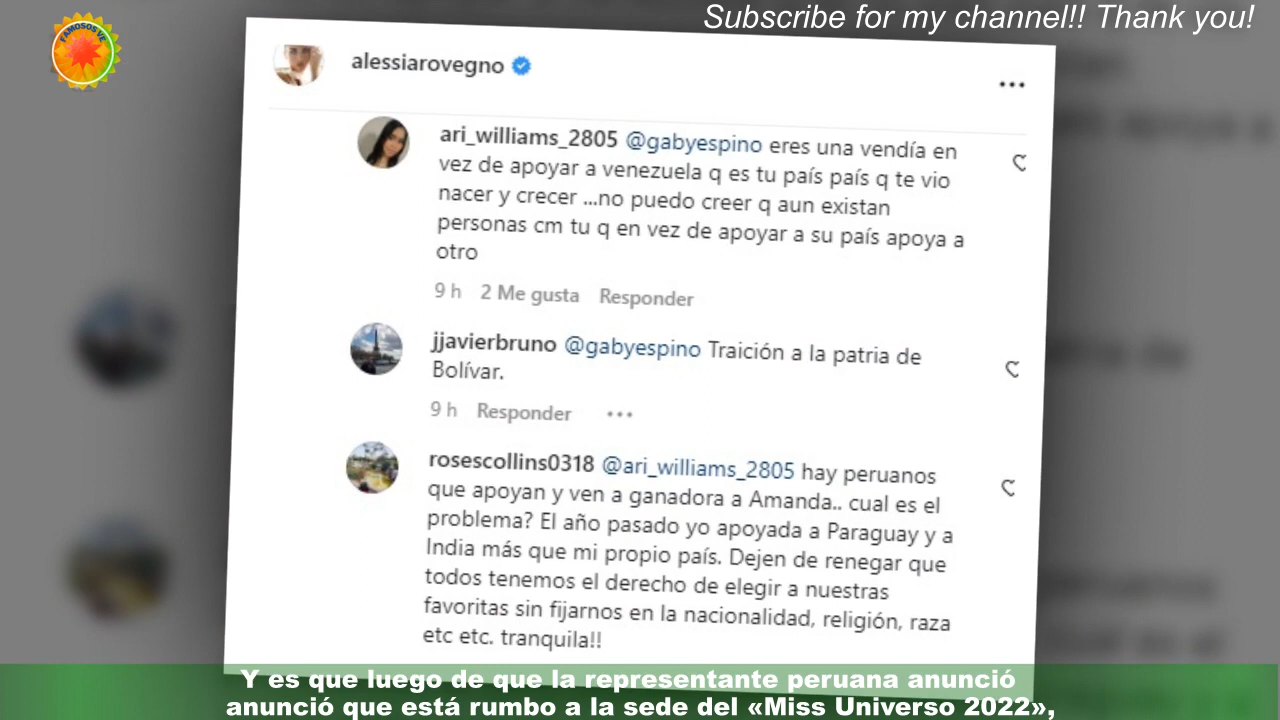 Subscribe for my channel!! Thank you!
FAMOSOS VE
alessiarovegno
ari_williams_2805 @gabyespino eres una vendía en
vez de apoyar a venezuela q es tu país país q te vio
nacer y crecer ...no puedo creer q aun existan
personas cm tu q en vez de apoyar a su país apoya a
otro
9 h 2 Me gusta Responder
jjavierbruno @gabyespino Traición a la patria de
Bolívar.
9 h Responder
rosescollins0318 @ari_williams_2805 hay peruanos
que apoyan y ven a ganadora a Amanda.. cual es el
problema? El año pasado yo apoyada a Paraguay y a
India más que mi propio país. Dejen de renegar que
todos tenemos el derecho de elegir a nuestras
favoritas sin fijarnos en la nacionalidad, religión, raza
etc etc. tranquila!!
Y es que luego de que la representante peruana anunció
anunció que está rumbo a la sede del «Miss Universo 2022»,